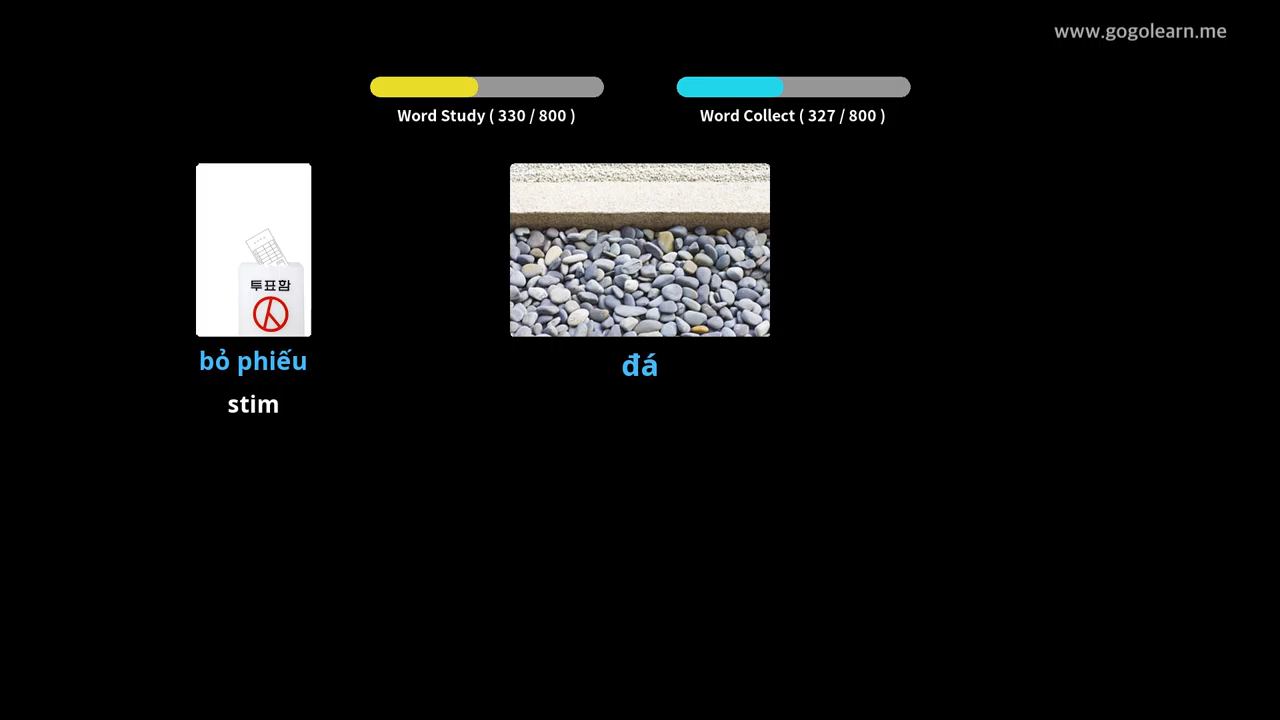 www.gogolearn.me
Word Study ( 330 / 800 )
Word Collect ( 327 / 800 )
투표함
bỏ phiếu
stim
đá